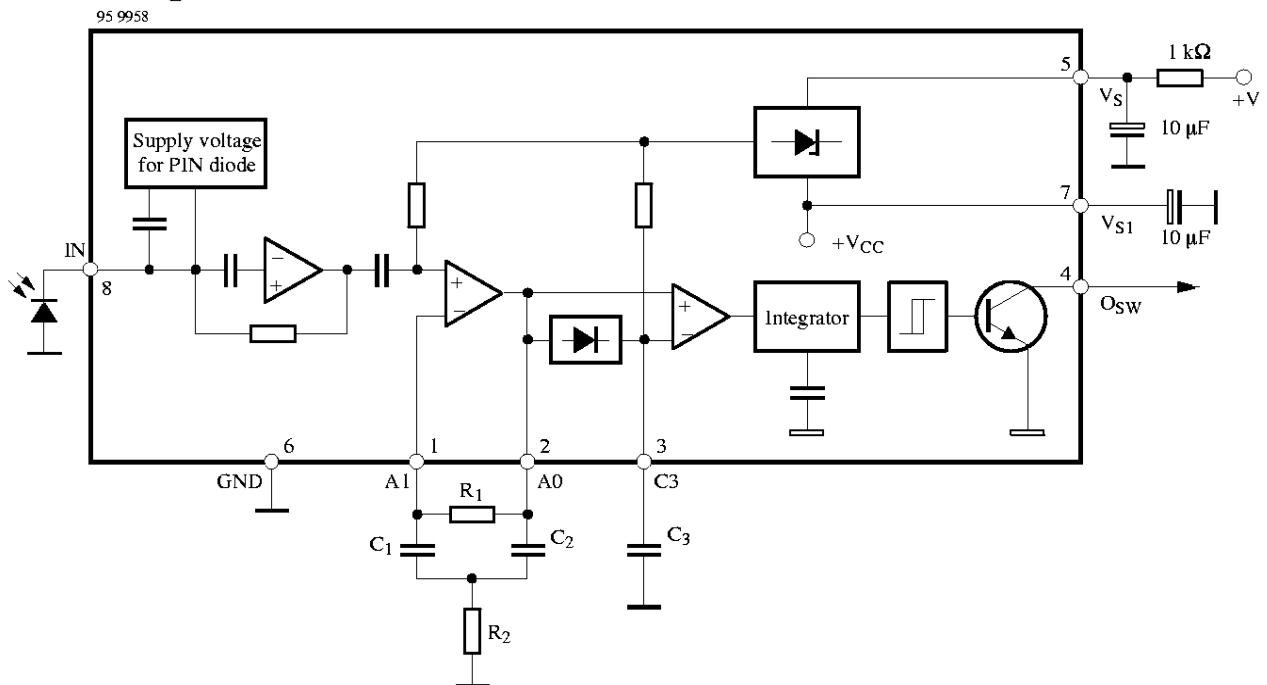 95 9958
5
1 kΩ
V_S
+V
10 μF
Supply voltage
for PIN diode
7
V_S1
10 μF
+V_CC
IN
8
−
+
+
−
+
−
Integrator
4
O_SW
6
1
2
3
GND
A1
A0
C3
R_1
C_1
C_2
C_3
R_2